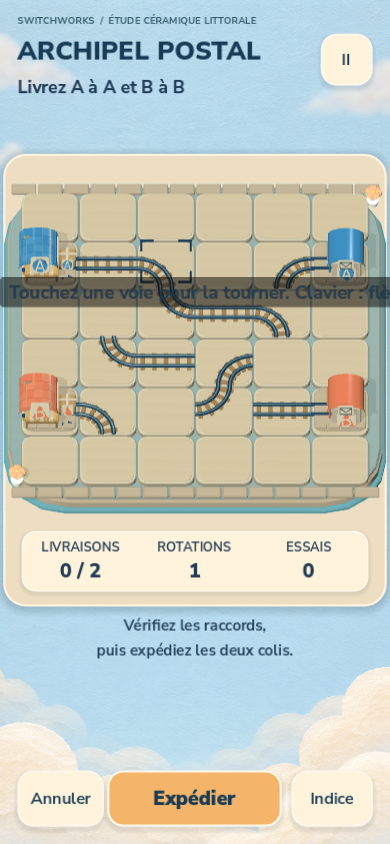 SWITCHWORKS / ÉTUDE CÉRAMIQUE LITTORALE
ARCHIPEL POSTAL
Livrez A à A et B à B
II
A
A
Touchez une voie pour la tourner. Clavier : flè
B
B
LIVRAISONS
ROTATIONS
ESSAIS
0 / 2
1
0
Vérifiez les raccords,
puis expédiez les deux colis.
Annuler
Expédier
Indice